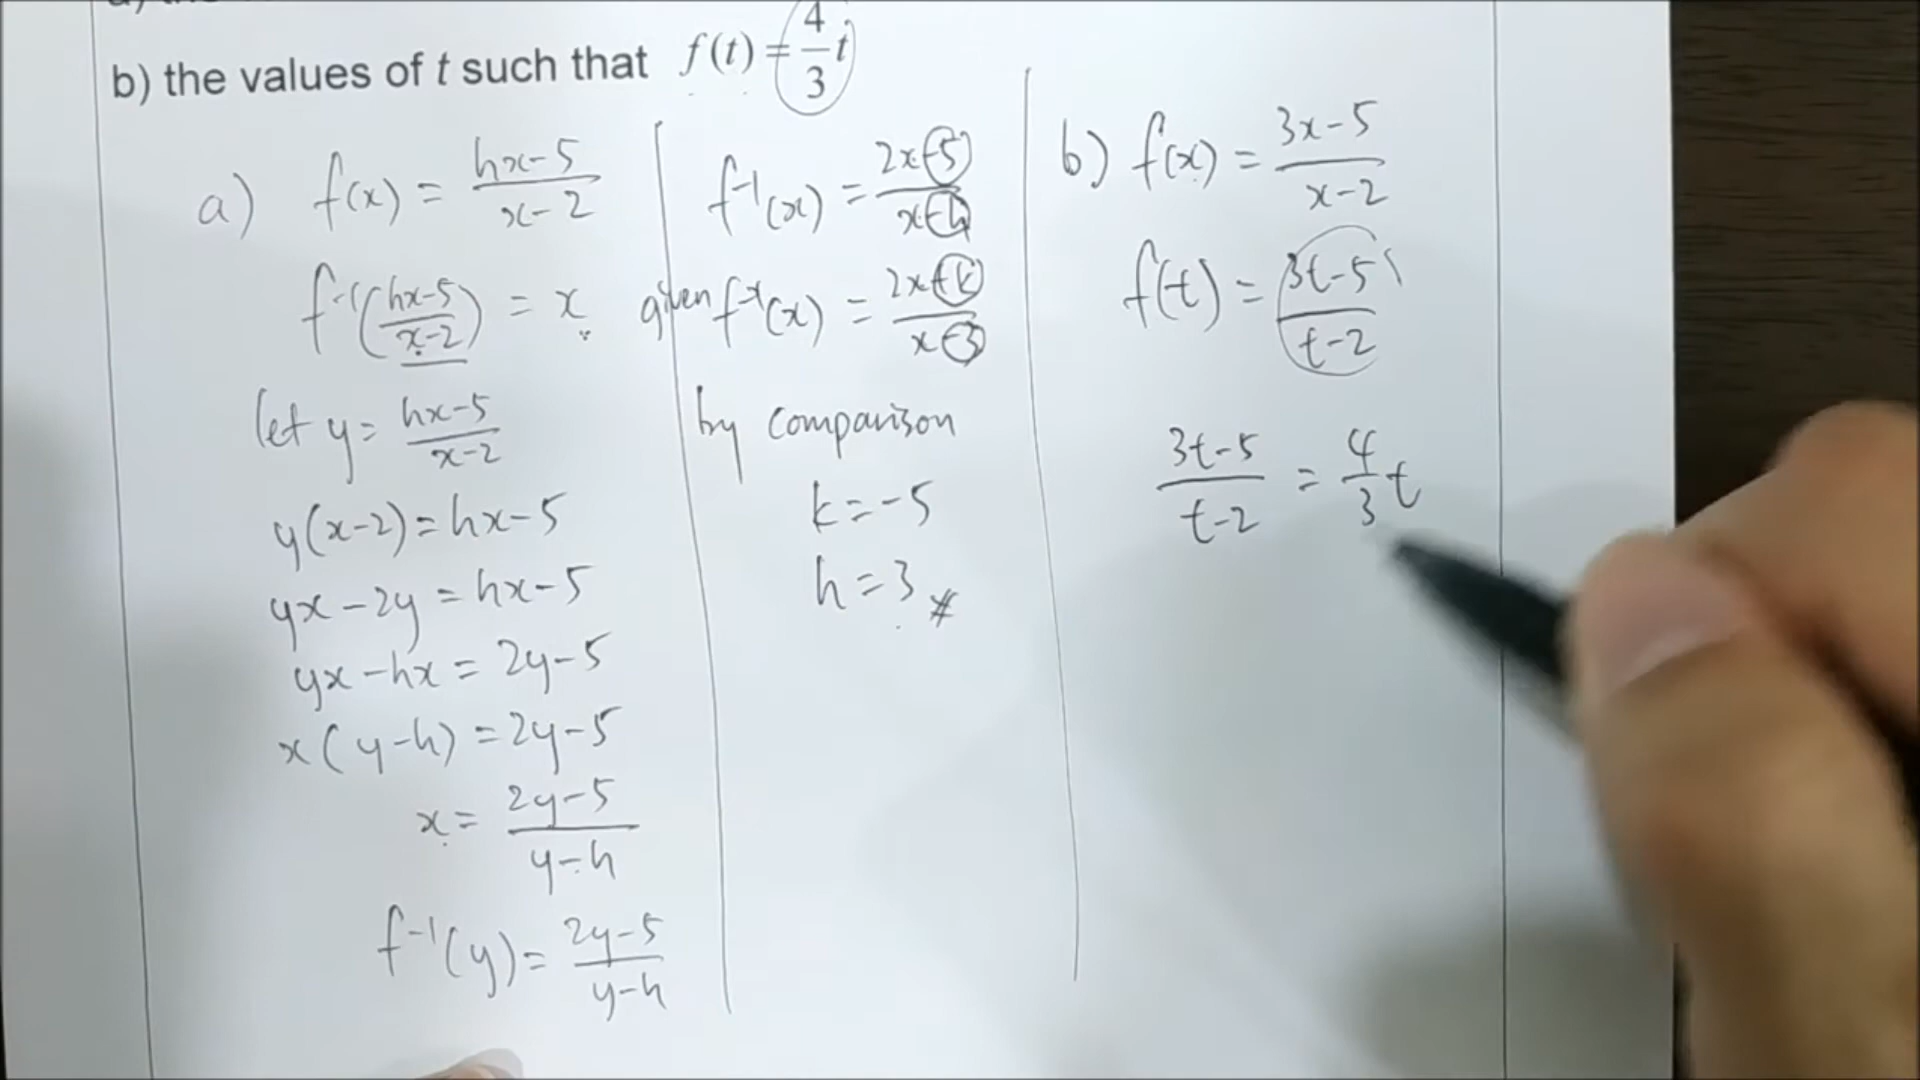 b) the values of t such that f(t) = 4/3 t
a) f(x) = hx-5 / x-2
f⁻¹(hx-5 / x-2) = x
let y = hx-5 / x-2
y(x-2) = hx-5
yx-2y = hx-5
yx-hx = 2y-5
x(y-h) = 2y-5
x = 2y-5 / y-h
f⁻¹(y) = 2y-5 / y-h
f⁻¹(x) = 2x-5 / x-h
given f⁻¹(x) = 2x+k / x-3
by comparison
k = -5
h = 3
b) f(x) = 3x-5 / x-2
f(t) = 3t-5 / t-2
3t-5 / t-2 = 4/3 t